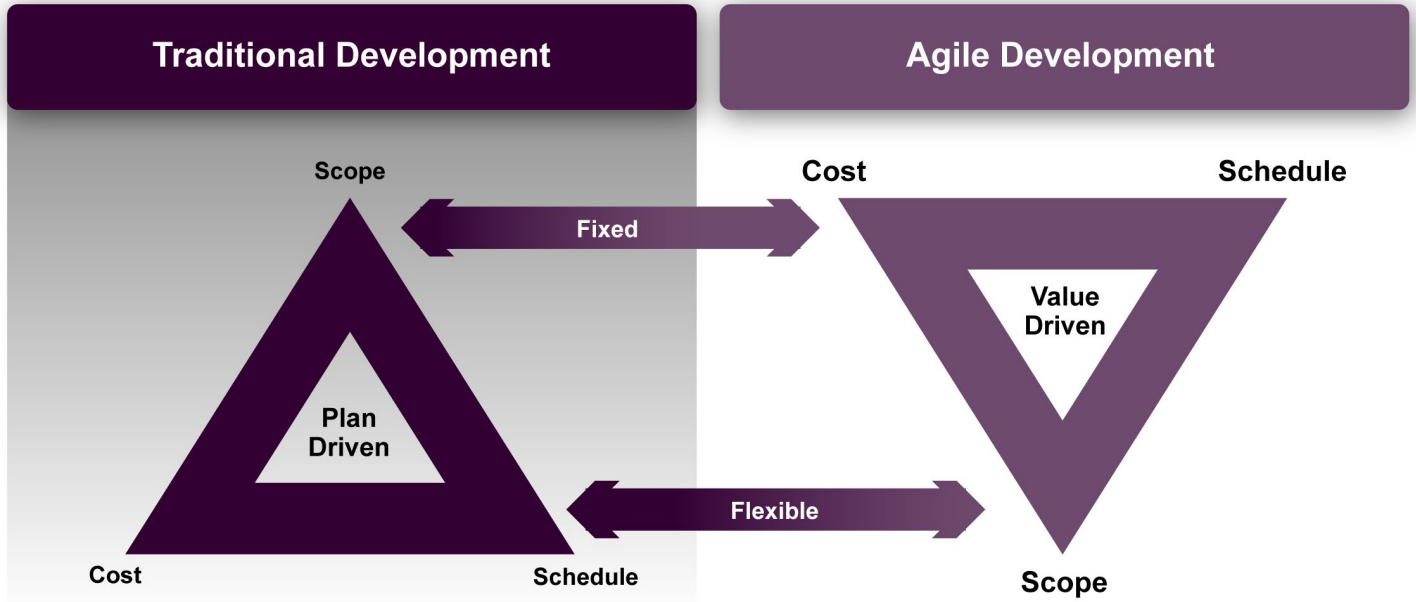 Traditional Development
Agile Development
Scope
Cost
Schedule
Fixed
Value
Driven
Plan
Driven
Flexible
Cost
Schedule
Scope